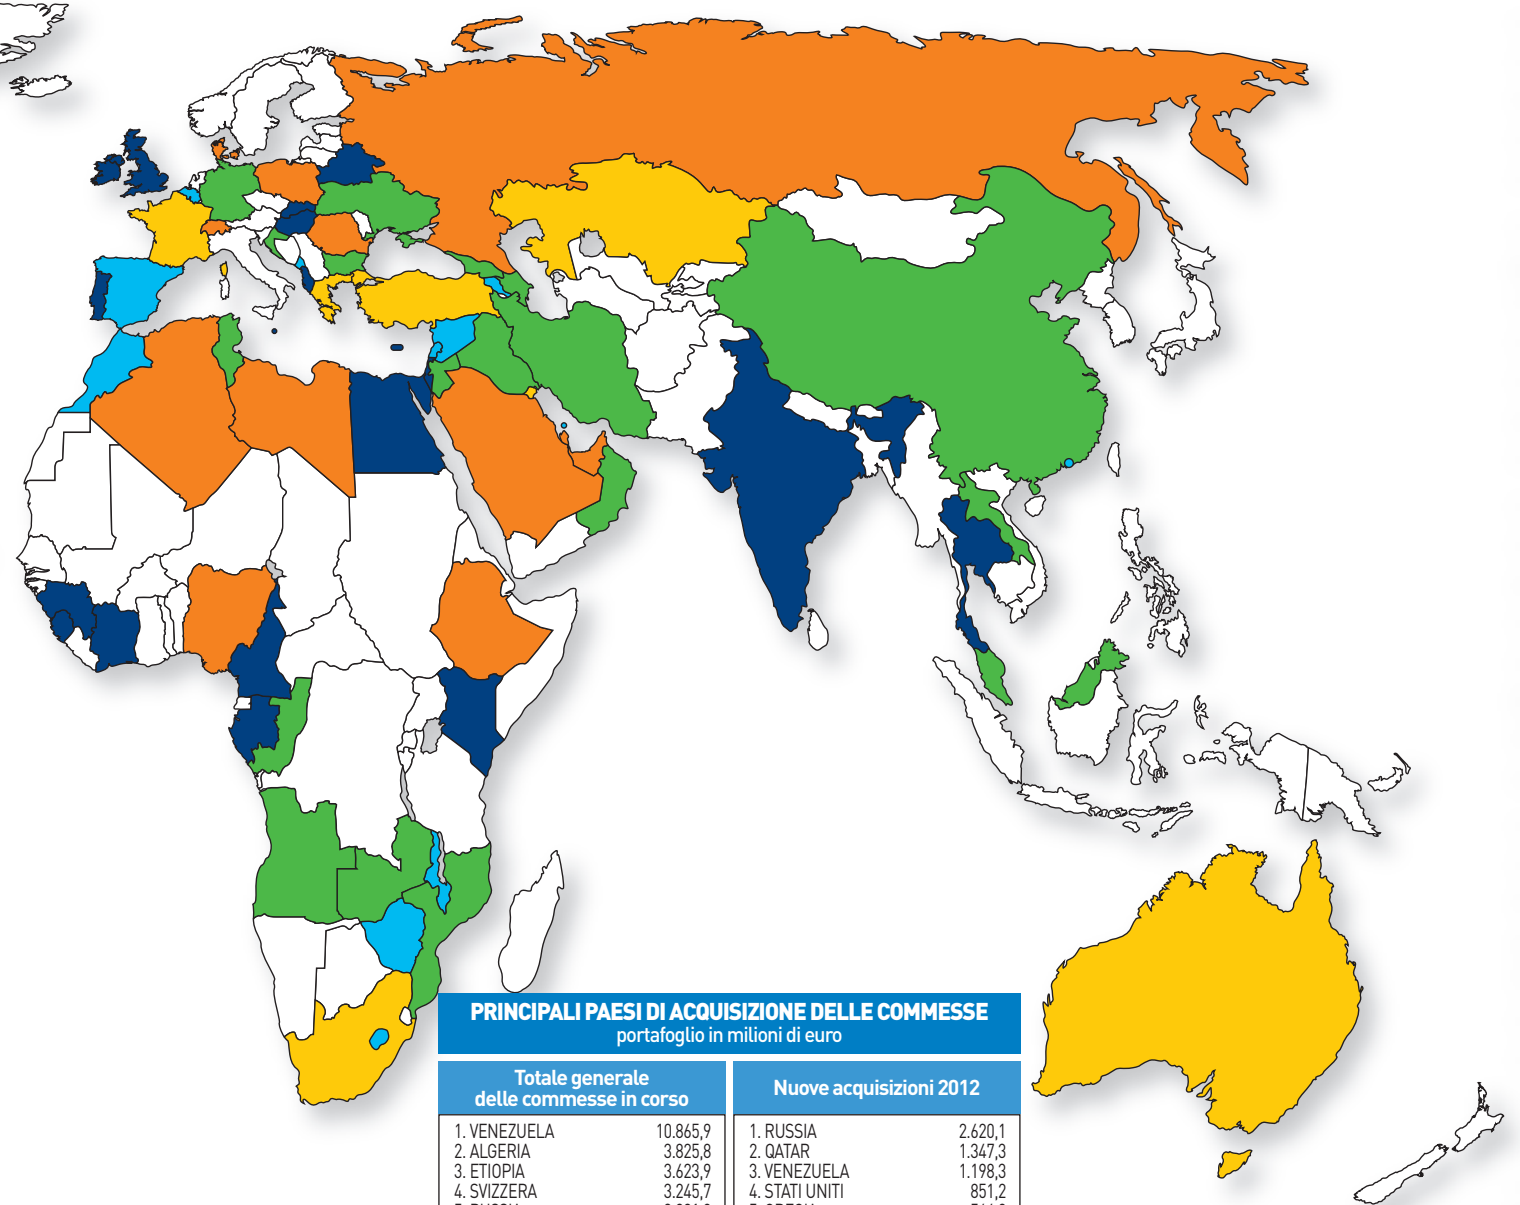 PRINCIPALI PAESI DI ACQUISIZIONE DELLE COMMESSE
portafoglio in milioni di euro
Totale generale
delle commesse in corso
1. VENEZUELA 10.865,9
2. ALGERIA 3.825,8
3. ETIOPIA 3.623,9
4. SVIZZERA 3.245,7
Nuove acquisizioni 2012
1. RUSSIA 2.620,1
2. QATAR 1.347,3
3. VENEZUELA 1.198,3
4. STATI UNITI 851,2